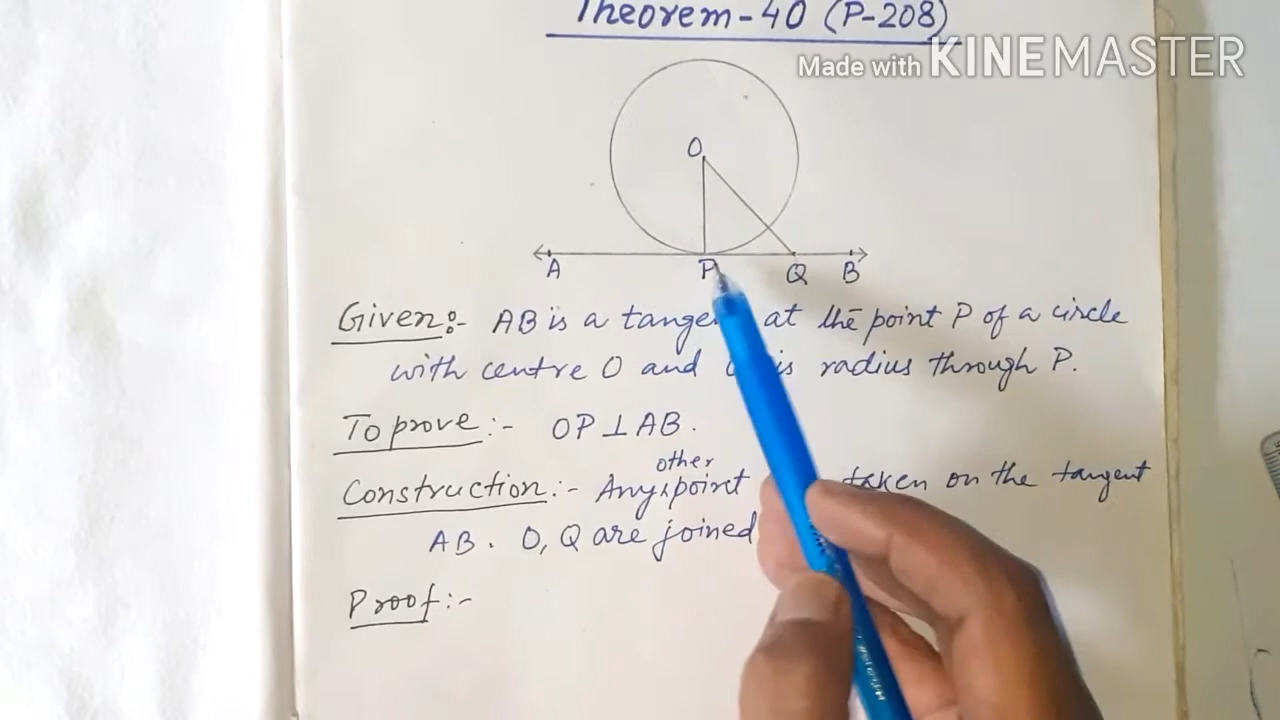 Theorem-40 (P-208)
Made with KINEMASTER
O
A P Q B
Given:- AB is a tangent at the point P of a circle
with centre O and is radius through P.
To prove:- OP⊥AB.
other
Construction:- Any point taken on the tangent
AB. O, Q are joined
Proof:-